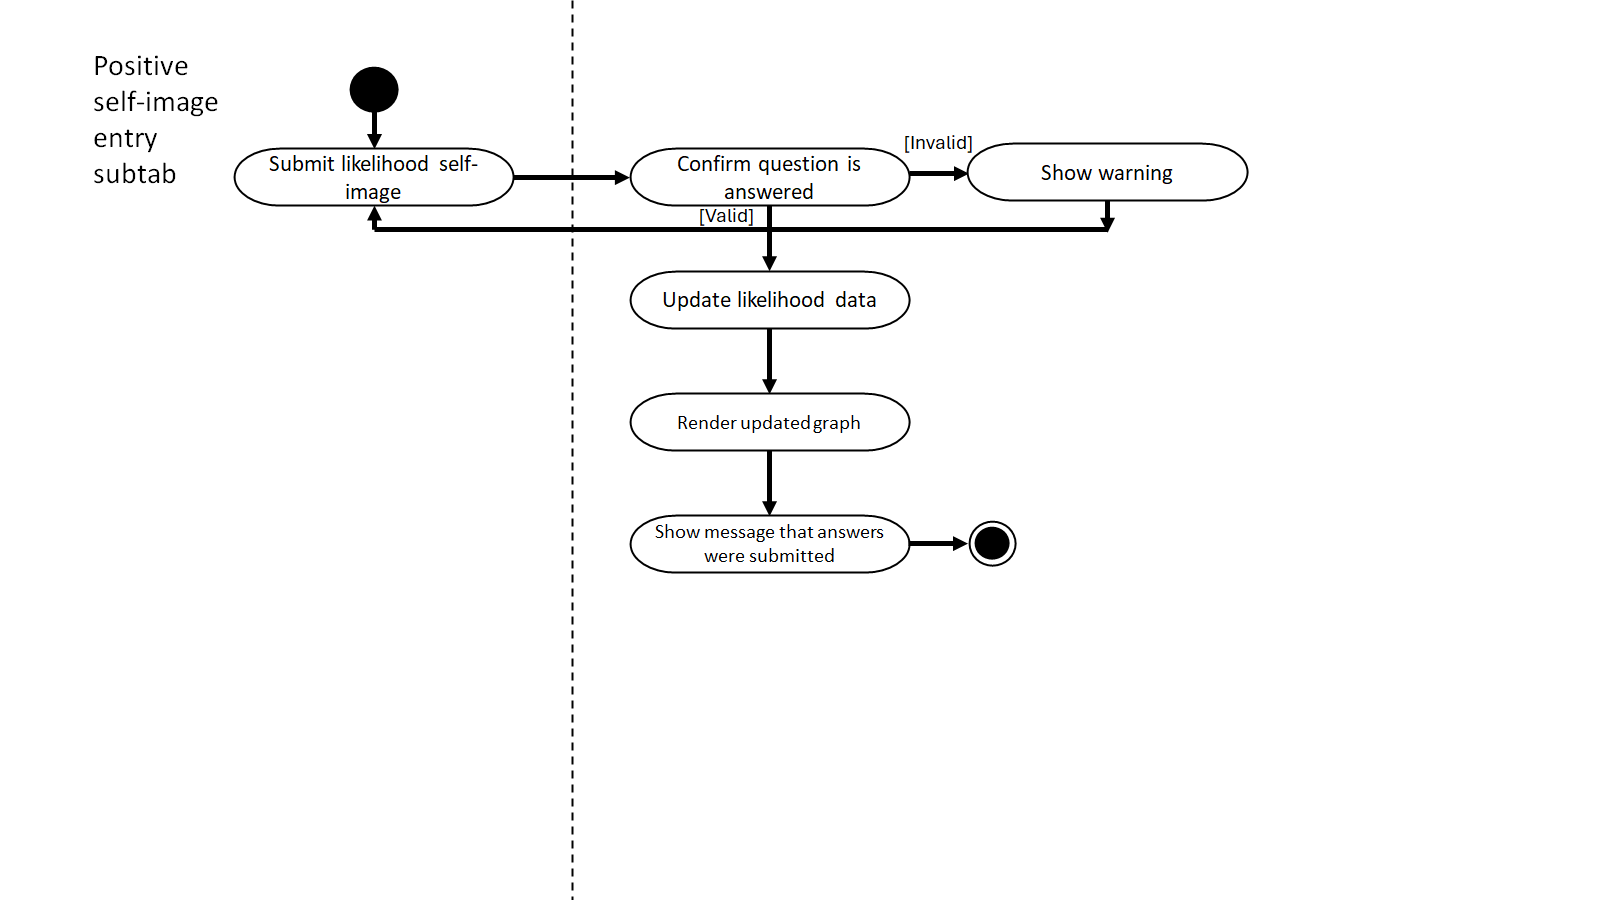 Positive
self-image
entry
subtab
Submit likelihood self-
image
Confirm question is
answered
[Invalid]
Show warning
[Valid]
Update likelihood data
Render updated graph
Show message that answers
were submitted